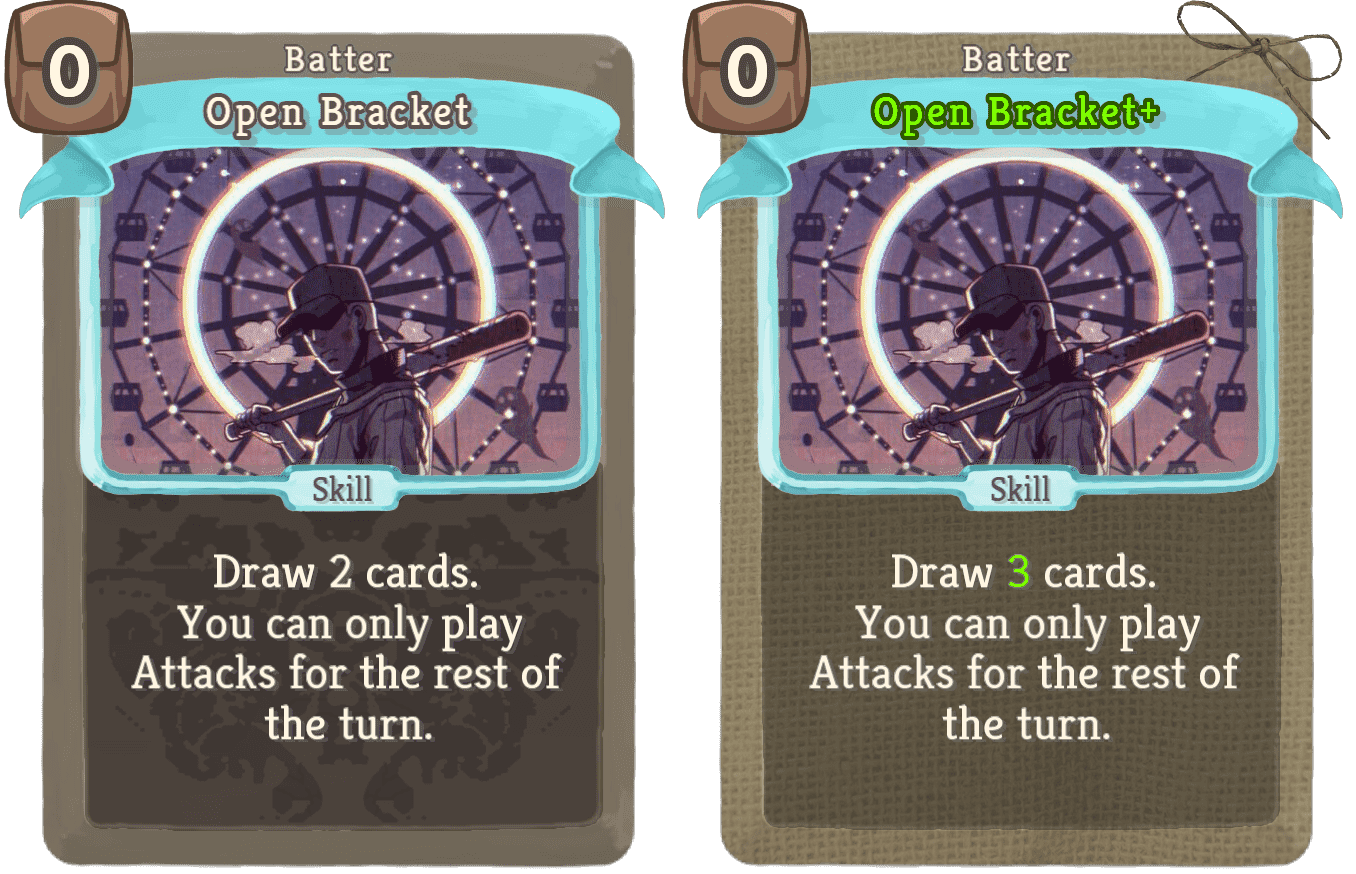 0
Batter
Open Bracket
Skill
Draw 2 cards.
You can only play
Attacks for the rest of
the turn.
0
Batter
Open Bracket+
Skill
Draw 3 cards.
You can only play
Attacks for the rest of
the turn.